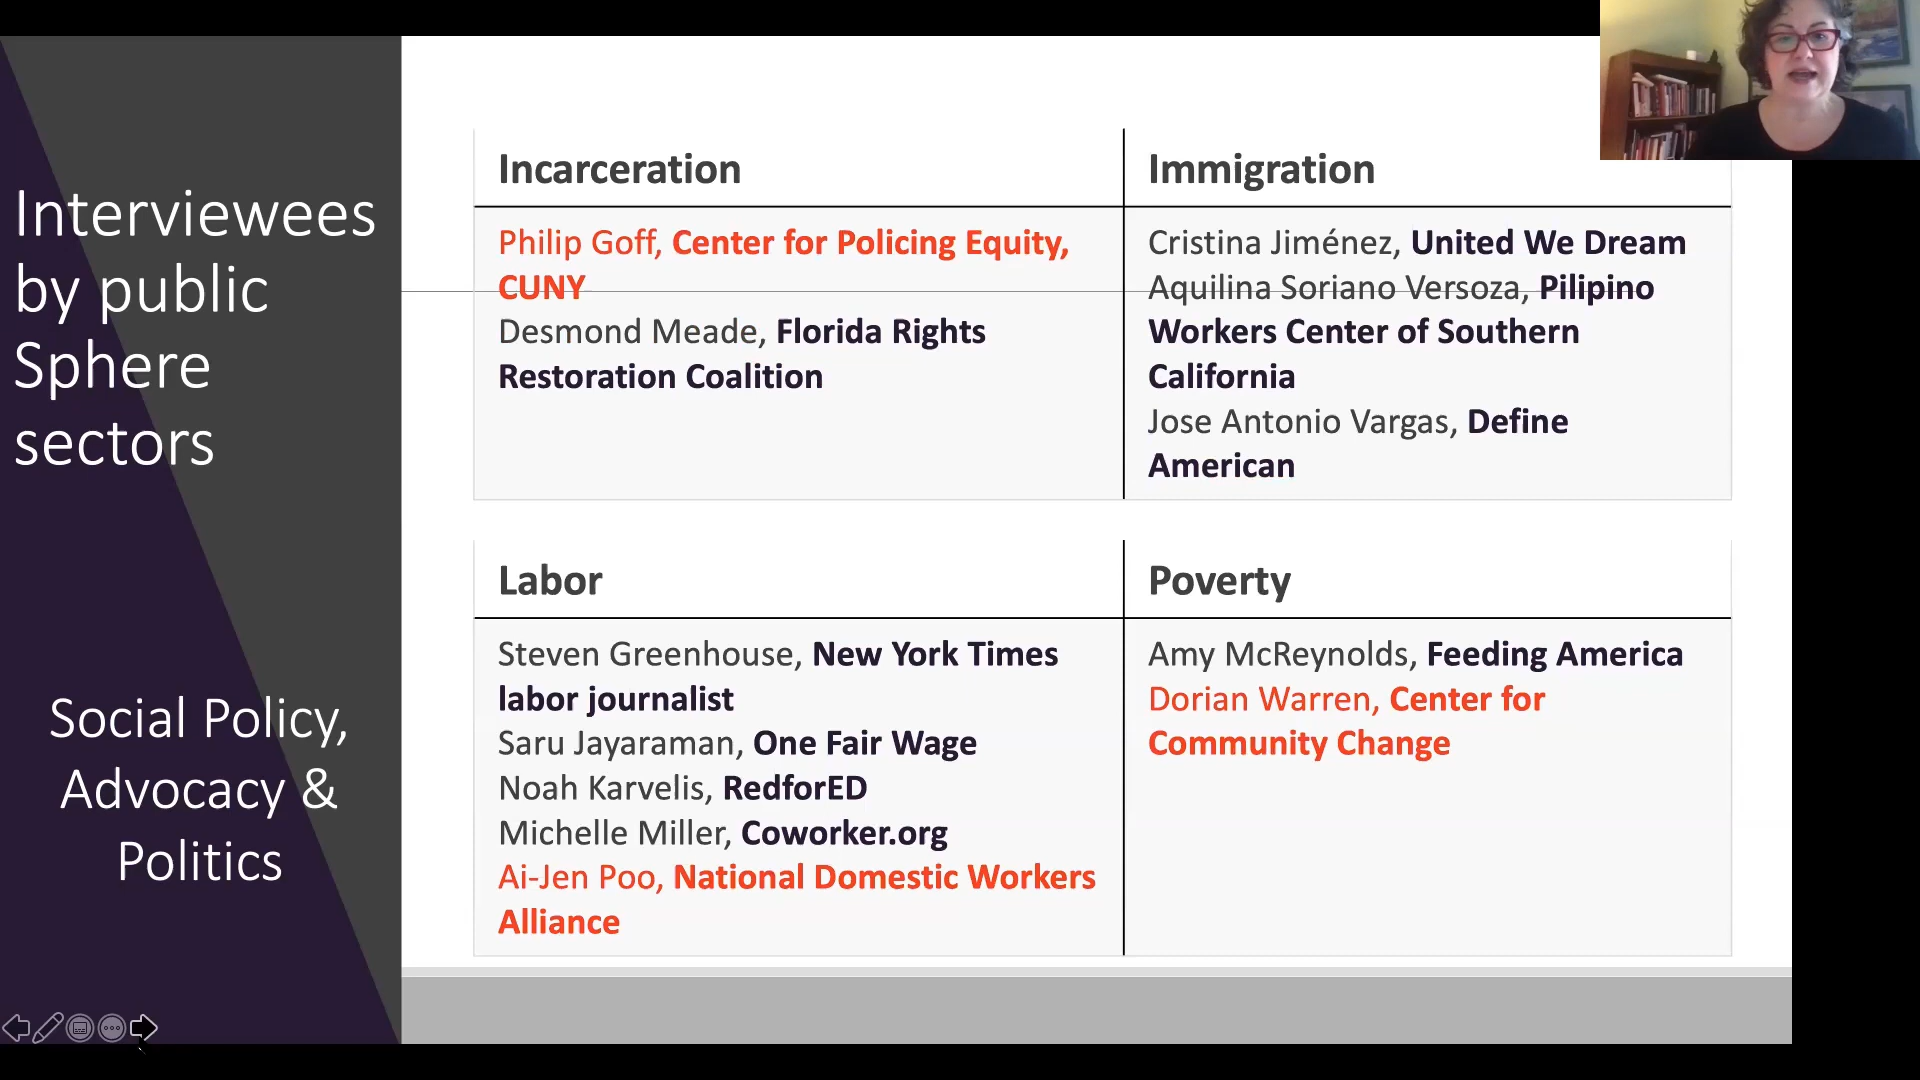 Interviewees
by public
Sphere
sectors
Social Policy,
Advocacy &
Politics
Incarceration
Philip Goff, Center for Policing Equity,
CUNY
Desmond Meade, Florida Rights
Restoration Coalition
Immigration
Cristina Jiménez, United We Dream
Aquilina Soriano Versoza, Pilipino
Workers Center of Southern
California
Jose Antonio Vargas, Define
American
Labor
Steven Greenhouse, New York Times
labor journalist
Saru Jayaraman, One Fair Wage
Noah Karvelis, RedforED
Michelle Miller, Coworker.org
Ai-Jen Poo, National Domestic Workers
Alliance
Poverty
Amy McReynolds, Feeding America
Dorian Warren, Center for
Community Change